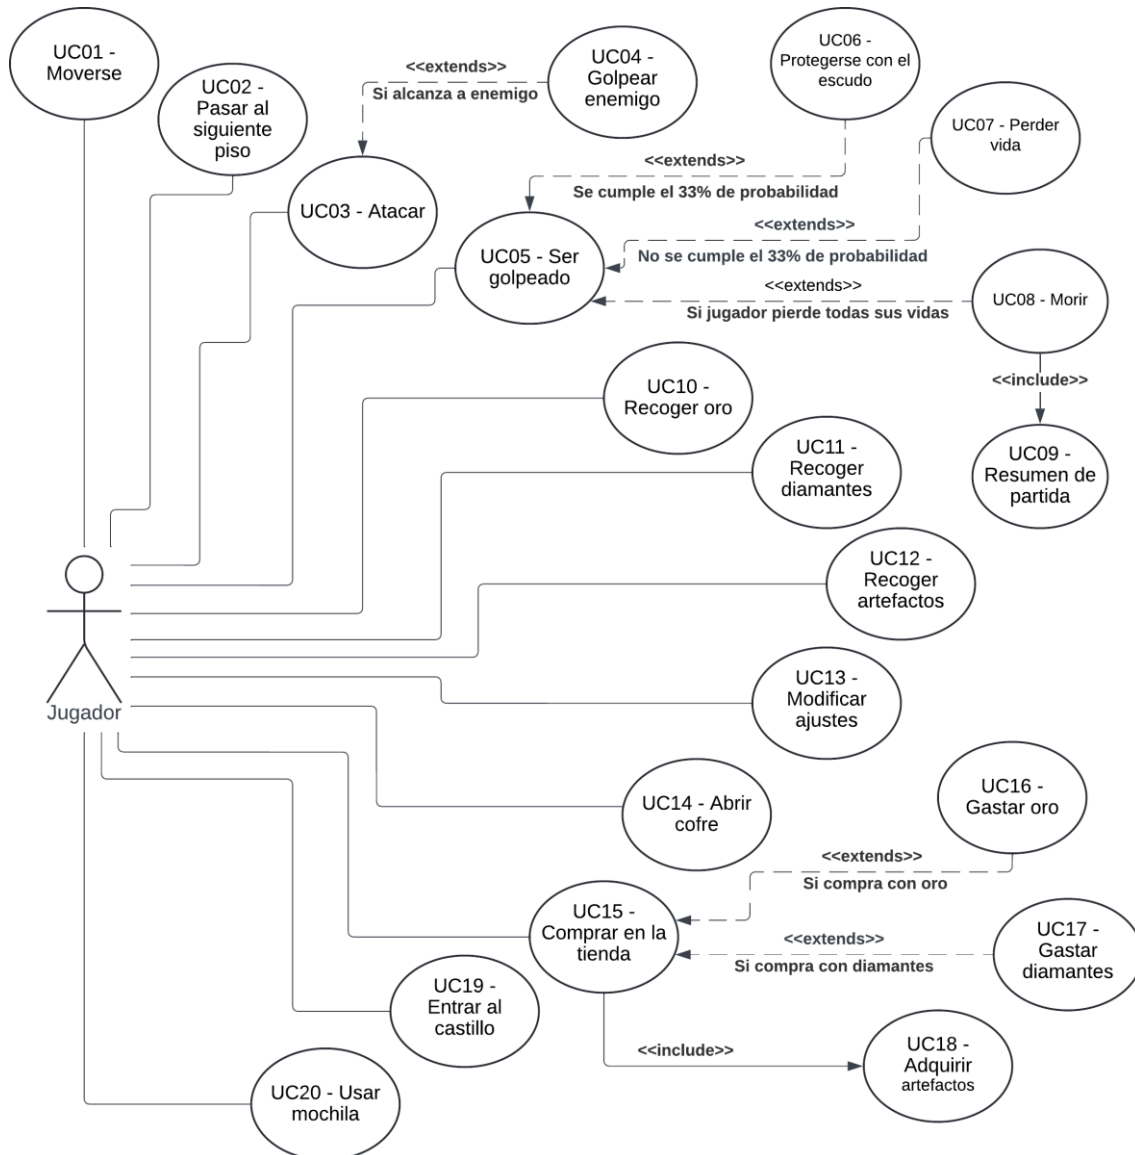 UC01 -
Moverse
UC02 -
Pasar al
siguiente
piso
<<extends>>
Si alcanza a enemigo
UC04 -
Golpear
enemigo
UC06 -
Protegerse con el
escudo
UC07 - Perder
vida
UC03 - Atacar
<<extends>>
Se cumple el 33% de probabilidad
<<extends>>
No se cumple el 33% de probabilidad
UC05 - Ser
golpeado
<<extends>>
Si jugador pierde todas sus vidas
UC08 - Morir
<<include>>
UC10 -
Recoger oro
UC11 -
Recoger
diamantes
UC09 -
Resumen de
partida
UC12 -
Recoger
artefactos
Jugador
UC13 -
Modificar
ajustes
UC14 - Abrir
cofre
UC16 -
Gastar oro
<<extends>>
Si compra con oro
UC15 -
Comprar en la
tienda
<<extends>>
Si compra con diamantes
UC17 -
Gastar
diamantes
UC19 -
Entrar al
castillo
<<include>>
UC18 -
Adquirir
artefactos
UC20 - Usar
mochila